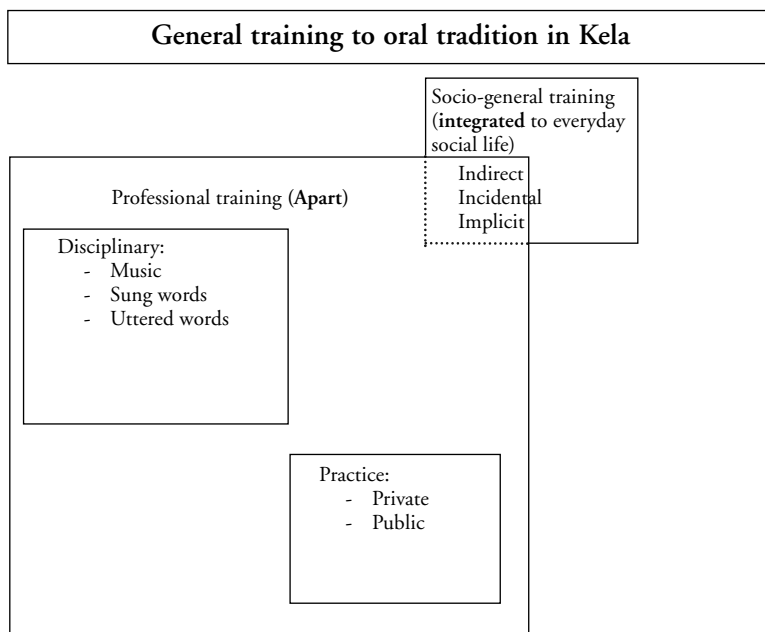 General training to oral tradition in Kela
Socio-general training
(integrated to everyday
social life)
Indirect
Incidental
Implicit
Professional training (Apart)
Disciplinary:
- Music
- Sung words
- Uttered words
Practice:
- Private
- Public